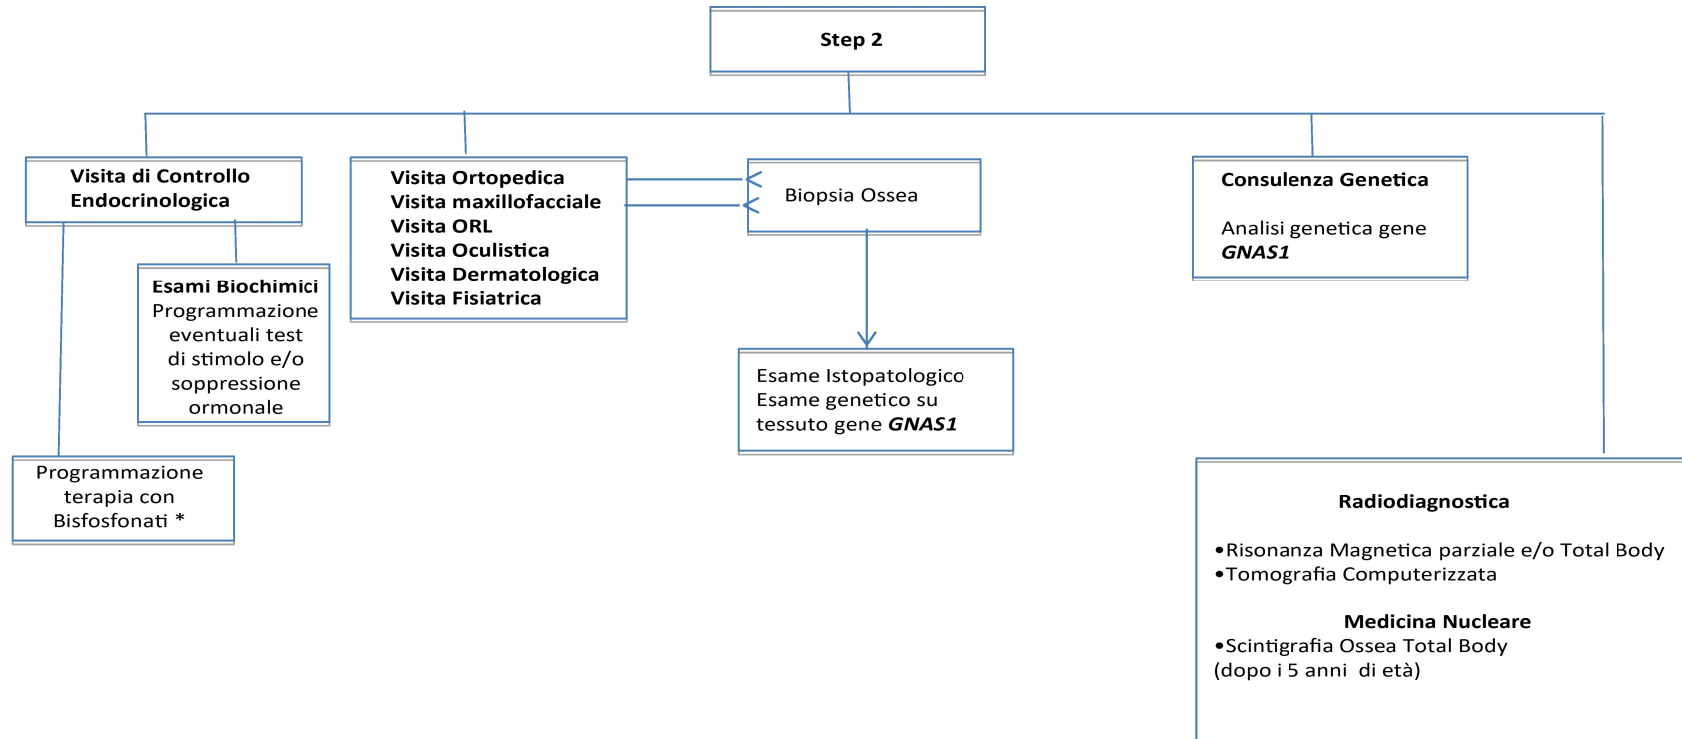 Step 2
Visita di Controllo
Endocrinologica
Esami Biochimici
Programmazione
eventuali test
di stimolo e/o
soppressione
ormonale
Programmazione
terapia con
Bisfosfonati *
Visita Ortopedica
Visita maxillofacciale
Visita ORL
Visita Oculistica
Visita Dermatologica
Visita Fisiatrica
Biopsia Ossea
Esame Istopatologico
Esame genetico su
tessuto gene GNAS1
Consulenza Genetica
Analisi genetica gene
GNAS1
Radiodiagnostica
•Risonanza Magnetica parziale e/o Total Body
•Tomografia Computerizzata
Medicina Nucleare
•Scintigrafia Ossea Total Body
(dopo i 5 anni di età)